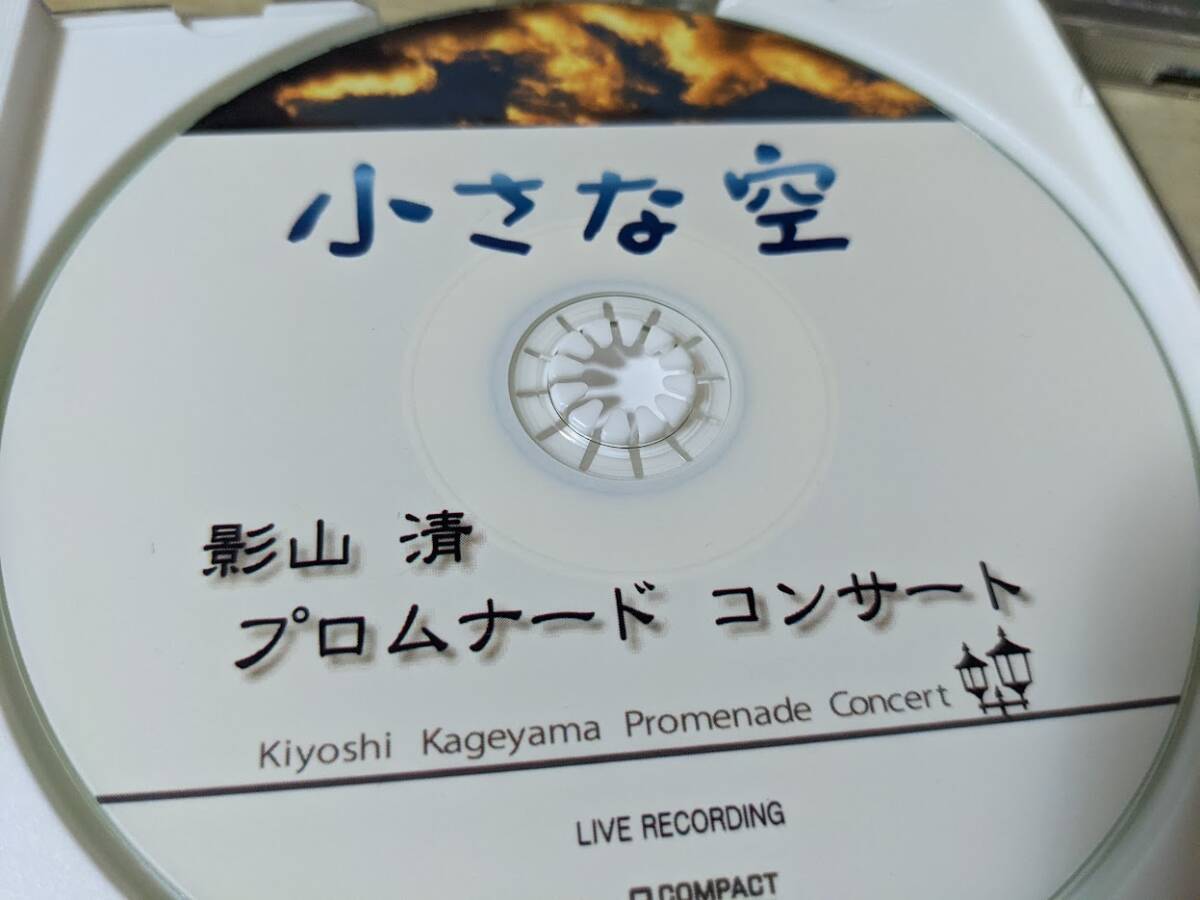 小さな空
影山 清
プロムナード コンサート
Kiyoshi Kageyama Promenade Concert
LIVE RECORDING
COMPACT